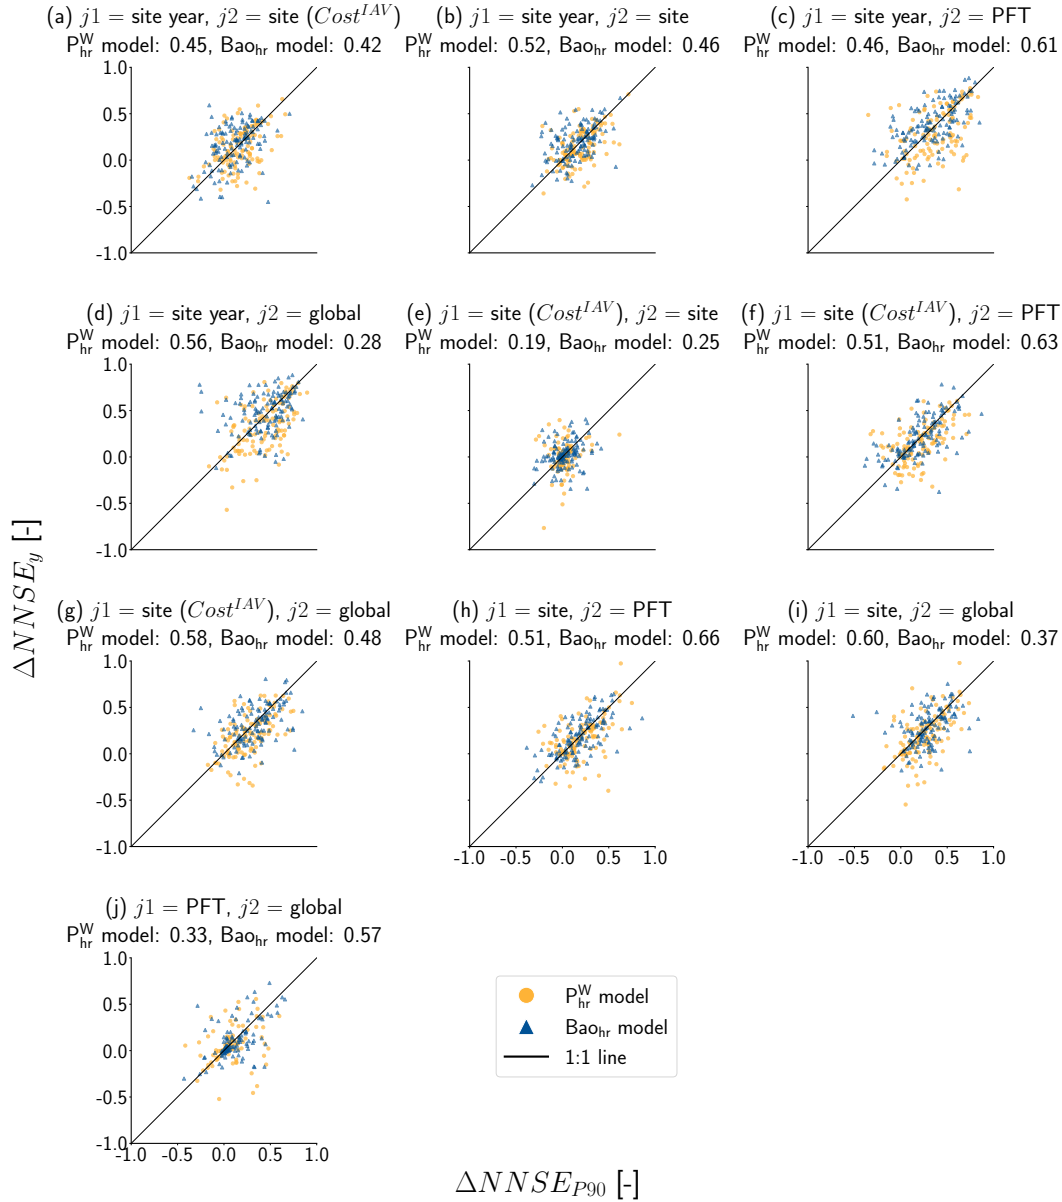 (a) j1 = site year, j2 = site (Cost^IAV)
P_hr^W model: 0.45, Bao_hr model: 0.42
(b) j1 = site year, j2 = site
P_hr^W model: 0.52, Bao_hr model: 0.46
(c) j1 = site year, j2 = PFT
P_hr^W model: 0.46, Bao_hr model: 0.61
1.0
0.5
0.0
-0.5
-1.0
(d) j1 = site year, j2 = global
P_hr^W model: 0.56, Bao_hr model: 0.28
(e) j1 = site (Cost^IAV), j2 = site
P_hr^W model: 0.19, Bao_hr model: 0.25
(f) j1 = site (Cost^IAV), j2 = PFT
P_hr^W model: 0.51, Bao_hr model: 0.63
1.0
0.5
0.0
-0.5
-1.0
ΔNNSE_y [-]
(g) j1 = site (Cost^IAV), j2 = global
P_hr^W model: 0.58, Bao_hr model: 0.48
(h) j1 = site, j2 = PFT
P_hr^W model: 0.51, Bao_hr model: 0.66
(i) j1 = site, j2 = global
P_hr^W model: 0.60, Bao_hr model: 0.37
1.0
0.5
0.0
-0.5
-1.0
-1.0 -0.5 0.0 0.5 1.0
-1.0 -0.5 0.0 0.5 1.0
(j) j1 = PFT, j2 = global
P_hr^W model: 0.33, Bao_hr model: 0.57
1.0
0.5
0.0
-0.5
-1.0
-1.0 -0.5 0.0 0.5 1.0
P_hr^W model
Bao_hr model
1:1 line
ΔNNSE_P90 [-]